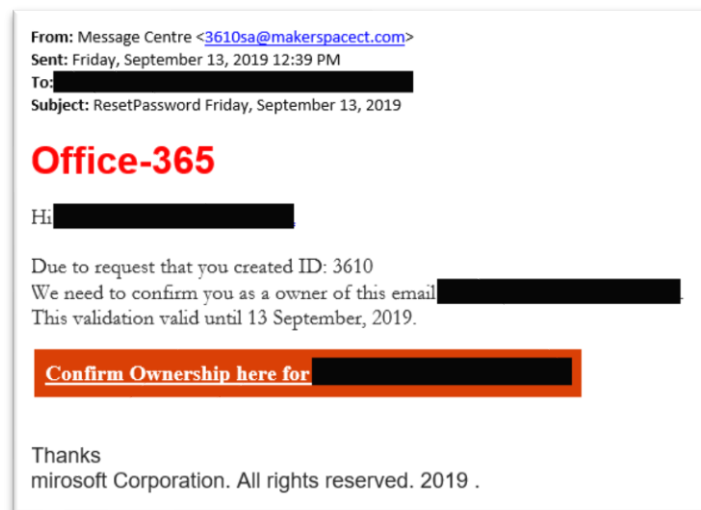 From: Message Centre <3610sa@makerspacect.com>
Sent: Friday, September 13, 2019 12:39 PM
To:
Subject: ResetPassword Friday, September 13, 2019
Office-365
Hi
Due to request that you created ID: 3610
We need to confirm you as a owner of this email
This validation valid until 13 September, 2019.
Confirm Ownership here for
Thanks
mirosoft Corporation. All rights reserved. 2019 .